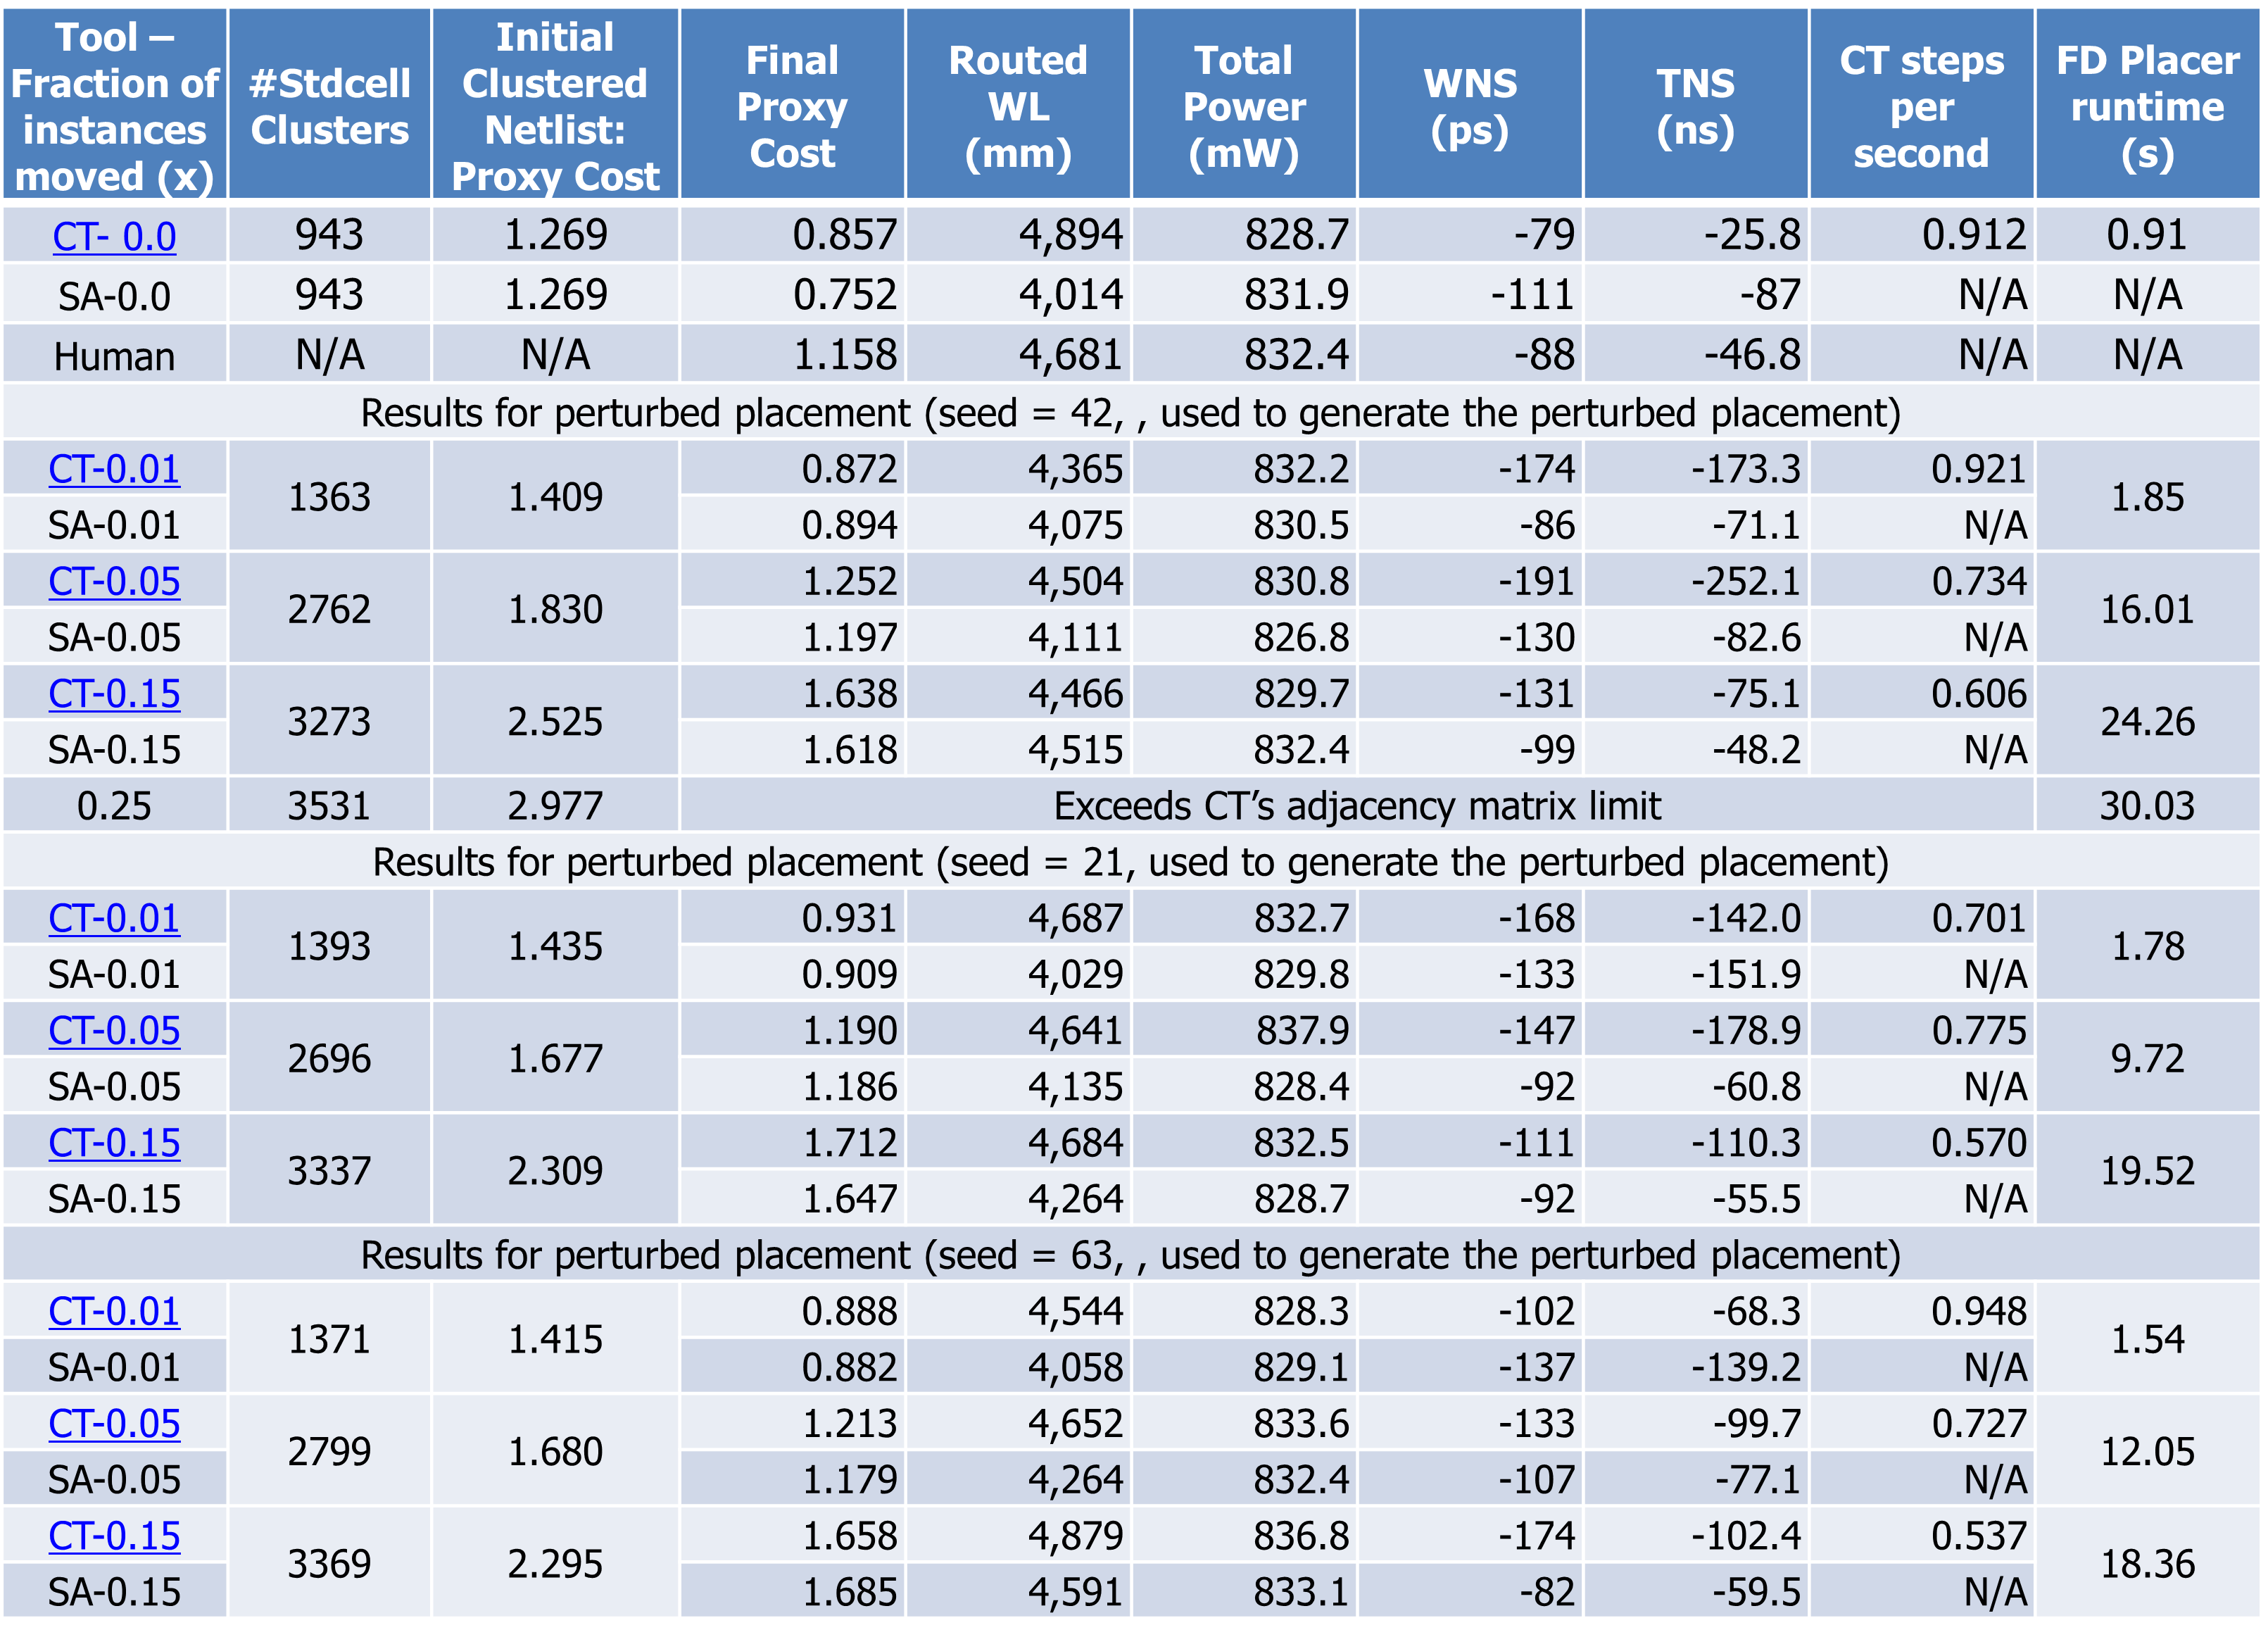 Tool – Fraction of instances moved (x) #Stdcell Clusters Initial Clustered Netlist: Proxy Cost Final Proxy Cost Routed WL (mm) Total Power (mW) WNS (ps) TNS (ns) CT steps per second FD Placer runtime (s)
CT- 0.0 943 1.269 0.857 4,894 828.7 -79 -25.8 0.912 0.91
SA-0.0 943 1.269 0.752 4,014 831.9 -111 -87 N/A N/A
Human N/A N/A 1.158 4,681 832.4 -88 -46.8 N/A N/A
Results for perturbed placement (seed = 42, , used to generate the perturbed placement)
CT-0.01 1363 1.409 0.872 4,365 832.2 -174 -173.3 0.921 1.85
SA-0.01 0.894 4,075 830.5 -86 -71.1 N/A
CT-0.05 2762 1.830 1.252 4,504 830.8 -191 -252.1 0.734 16.01
SA-0.05 1.197 4,111 826.8 -130 -82.6 N/A
CT-0.15 3273 2.525 1.638 4,466 829.7 -131 -75.1 0.606 24.26
SA-0.15 1.618 4,515 832.4 -99 -48.2 N/A
0.25 3531 2.977 Exceeds CT’s adjacency matrix limit 30.03
Results for perturbed placement (seed = 21, used to generate the perturbed placement)
CT-0.01 1393 1.435 0.931 4,687 832.7 -168 -142.0 0.701 1.78
SA-0.01 0.909 4,029 829.8 -133 -151.9 N/A
CT-0.05 2696 1.677 1.190 4,641 837.9 -147 -178.9 0.775 9.72
SA-0.05 1.186 4,135 828.4 -92 -60.8 N/A
CT-0.15 3337 2.309 1.712 4,684 832.5 -111 -110.3 0.570 19.52
SA-0.15 1.647 4,264 828.7 -92 -55.5 N/A
Results for perturbed placement (seed = 63, , used to generate the perturbed placement)
CT-0.01 1371 1.415 0.888 4,544 828.3 -102 -68.3 0.948 1.54
SA-0.01 0.882 4,058 829.1 -137 -139.2 N/A
CT-0.05 2799 1.680 1.213 4,652 833.6 -133 -99.7 0.727 12.05
SA-0.05 1.179 4,264 832.4 -107 -77.1 N/A
CT-0.15 3369 2.295 1.658 4,879 836.8 -174 -102.4 0.537 18.36
SA-0.15 1.685 4,591 833.1 -82 -59.5 N/A